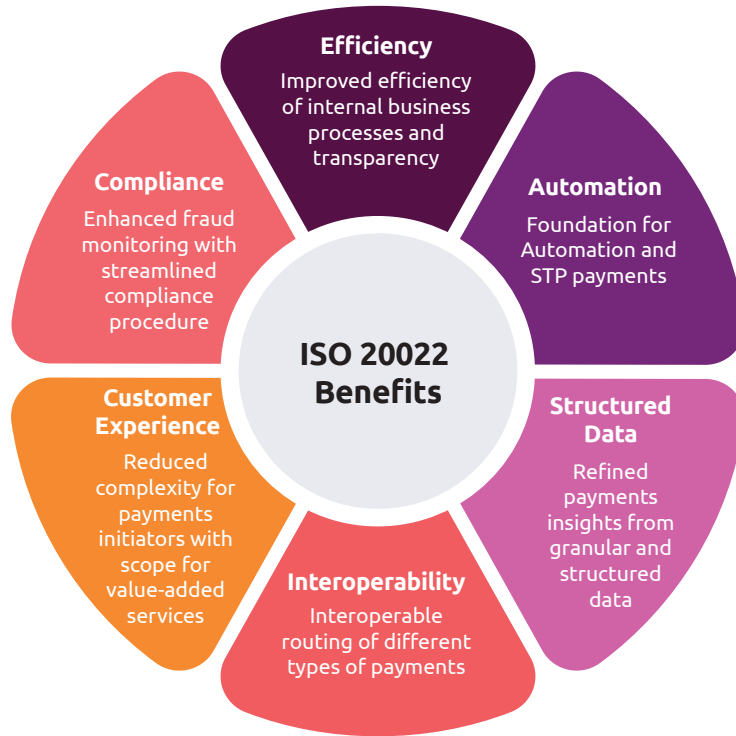 Efficiency
Improved efficiency
of internal business
processes and
transparency
Automation
Foundation for
Automation and
STP payments
Structured
Data
Refined
payments
insights from
granular and
structured
data
Interoperability
Interoperable
routing of different
types of payments
Customer
Experience
Reduced
complexity for
payments
initiators with
scope for
value-added
services
Compliance
Enhanced fraud
monitoring with
streamlined
compliance
procedure
ISO 20022
Benefits